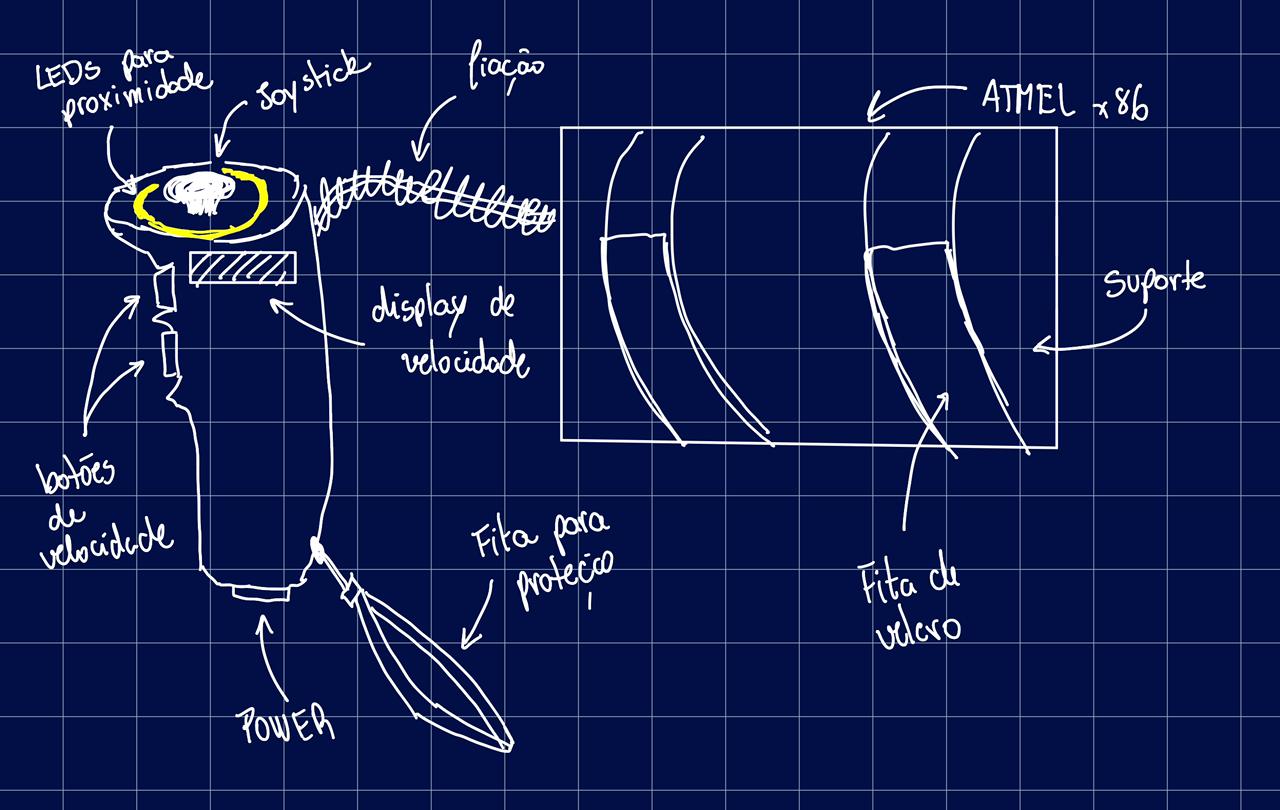 LEDs para
proximidade
Joystick
fiação
ATMEL x86
Suporte
display de
velocidade
botões
de
velocidade
Fita para
proteção
Fita de
velcro
POWER